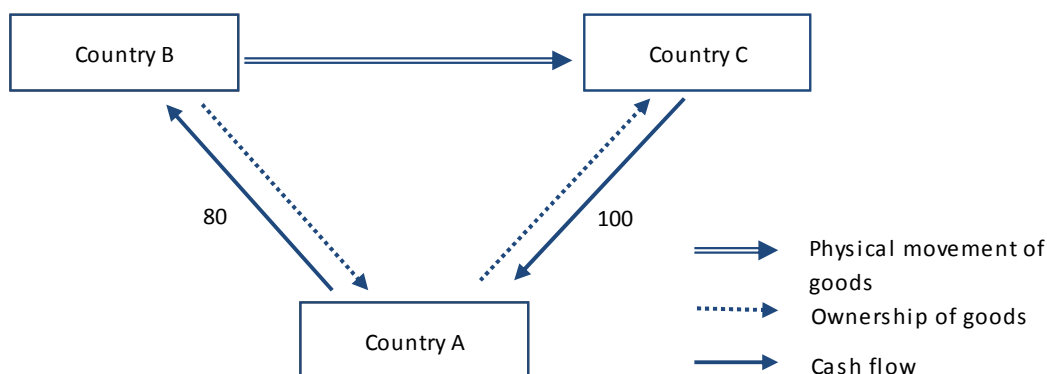 Country B
Country C
80
100
Physical movement of
goods
Ownership of goods
Country A
Cash flow